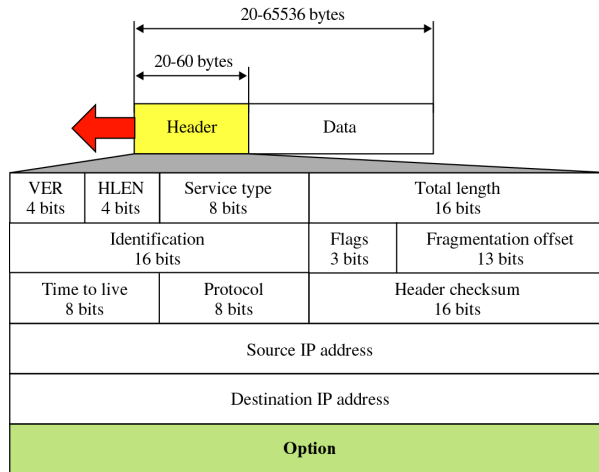 20-65536 bytes
20-60 bytes
Header
Data
VER
4 bits
HLEN
4 bits
Service type
8 bits
Total length
16 bits
Identification
16 bits
Flags
3 bits
Fragmentation offset
13 bits
Time to live
8 bits
Protocol
8 bits
Header checksum
16 bits
Source IP address
Destination IP address
Option